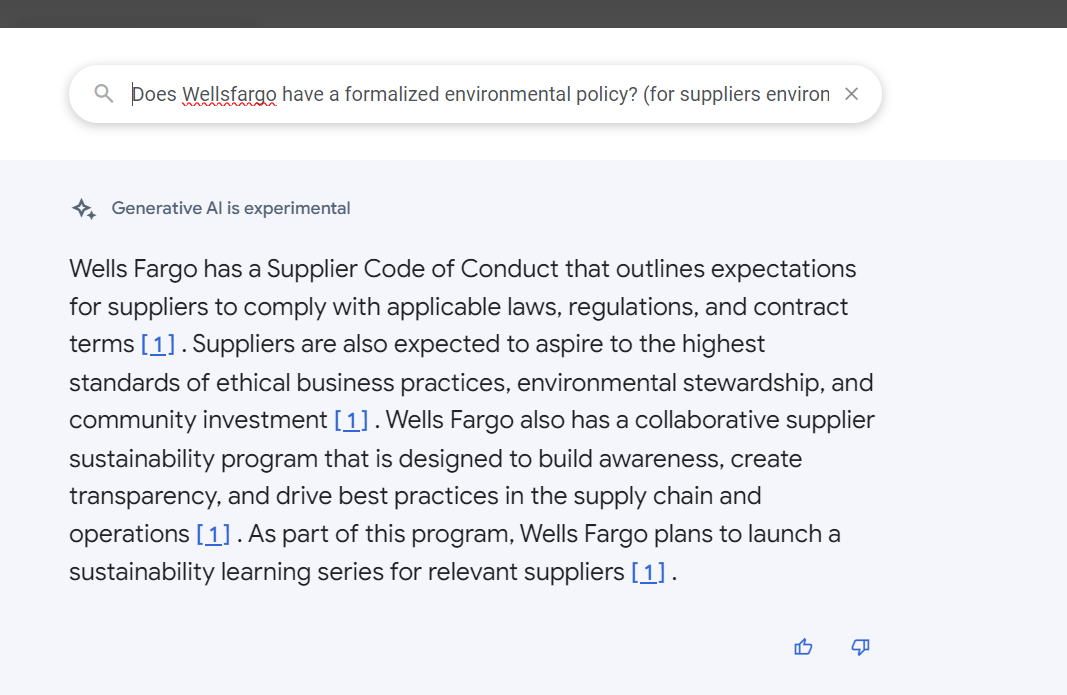 Does Wellsfargo have a formalized environmental policy? (for suppliers environ
Generative AI is experimental
Wells Fargo has a Supplier Code of Conduct that outlines expectations
for suppliers to comply with applicable laws, regulations, and contract
terms [1] . Suppliers are also expected to aspire to the highest
standards of ethical business practices, environmental stewardship, and
community investment [1] . Wells Fargo also has a collaborative supplier
sustainability program that is designed to build awareness, create
transparency, and drive best practices in the supply chain and
operations [1] . As part of this program, Wells Fargo plans to launch a
sustainability learning series for relevant suppliers [1] .